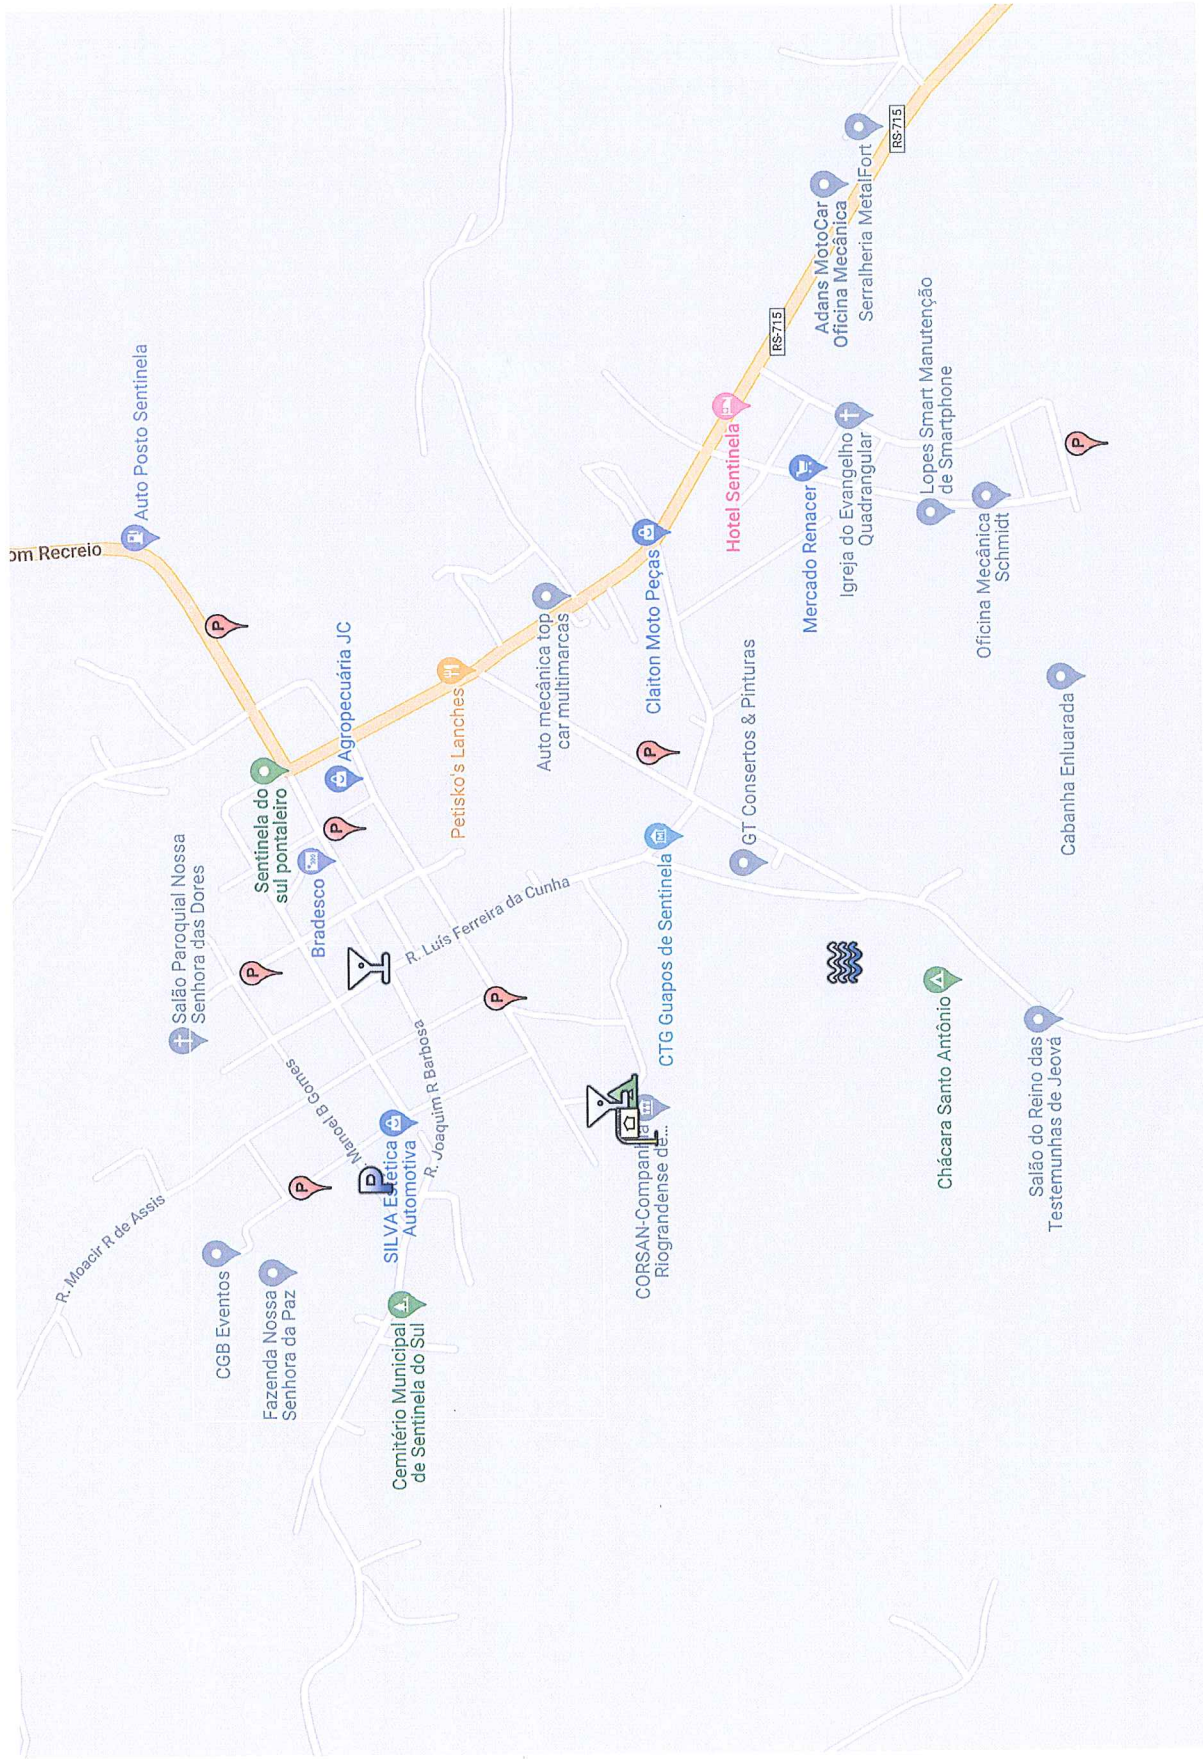 om Recreio
Auto Posto Sentinela
RS-715
Serralheria MetalFort
Adans MotoCar
Oficina Mecânica
RS-715
P
Sentinela do
sul pontaleiro
Agropecuária JC
Petisko's Lanches
Hotel Sentinela
Claiton Moto Peças
Auto mecânica top
car multimarcas
Mercado Renacer
Igreja do Evangelho
Quadrangular
Lopes Smart Manutenção
de Smartphone
Oficina Mecânica
Schmidt
P
Cabanha Enluarada
Salão Paroquial Nossa
Senhora das Dores
P
Bradesco
P
P
GT Consertos & Pinturas
CTG Guapos de Sentinela
R. Luís Ferreira da Cunha
P
R. Joaquim R Barbosa
Manoel B Gomes
R. Moacir R de Assis
P
P
SILVA Estética
Automotiva
CORSAN-Companhia
Riograndense de...
Chácara Santo Antônio
Salão do Reino das
Testemunhas de Jeová
CGB Eventos
Fazenda Nossa
Senhora da Paz
Cemitério Municipal
de Sentinela do Sul